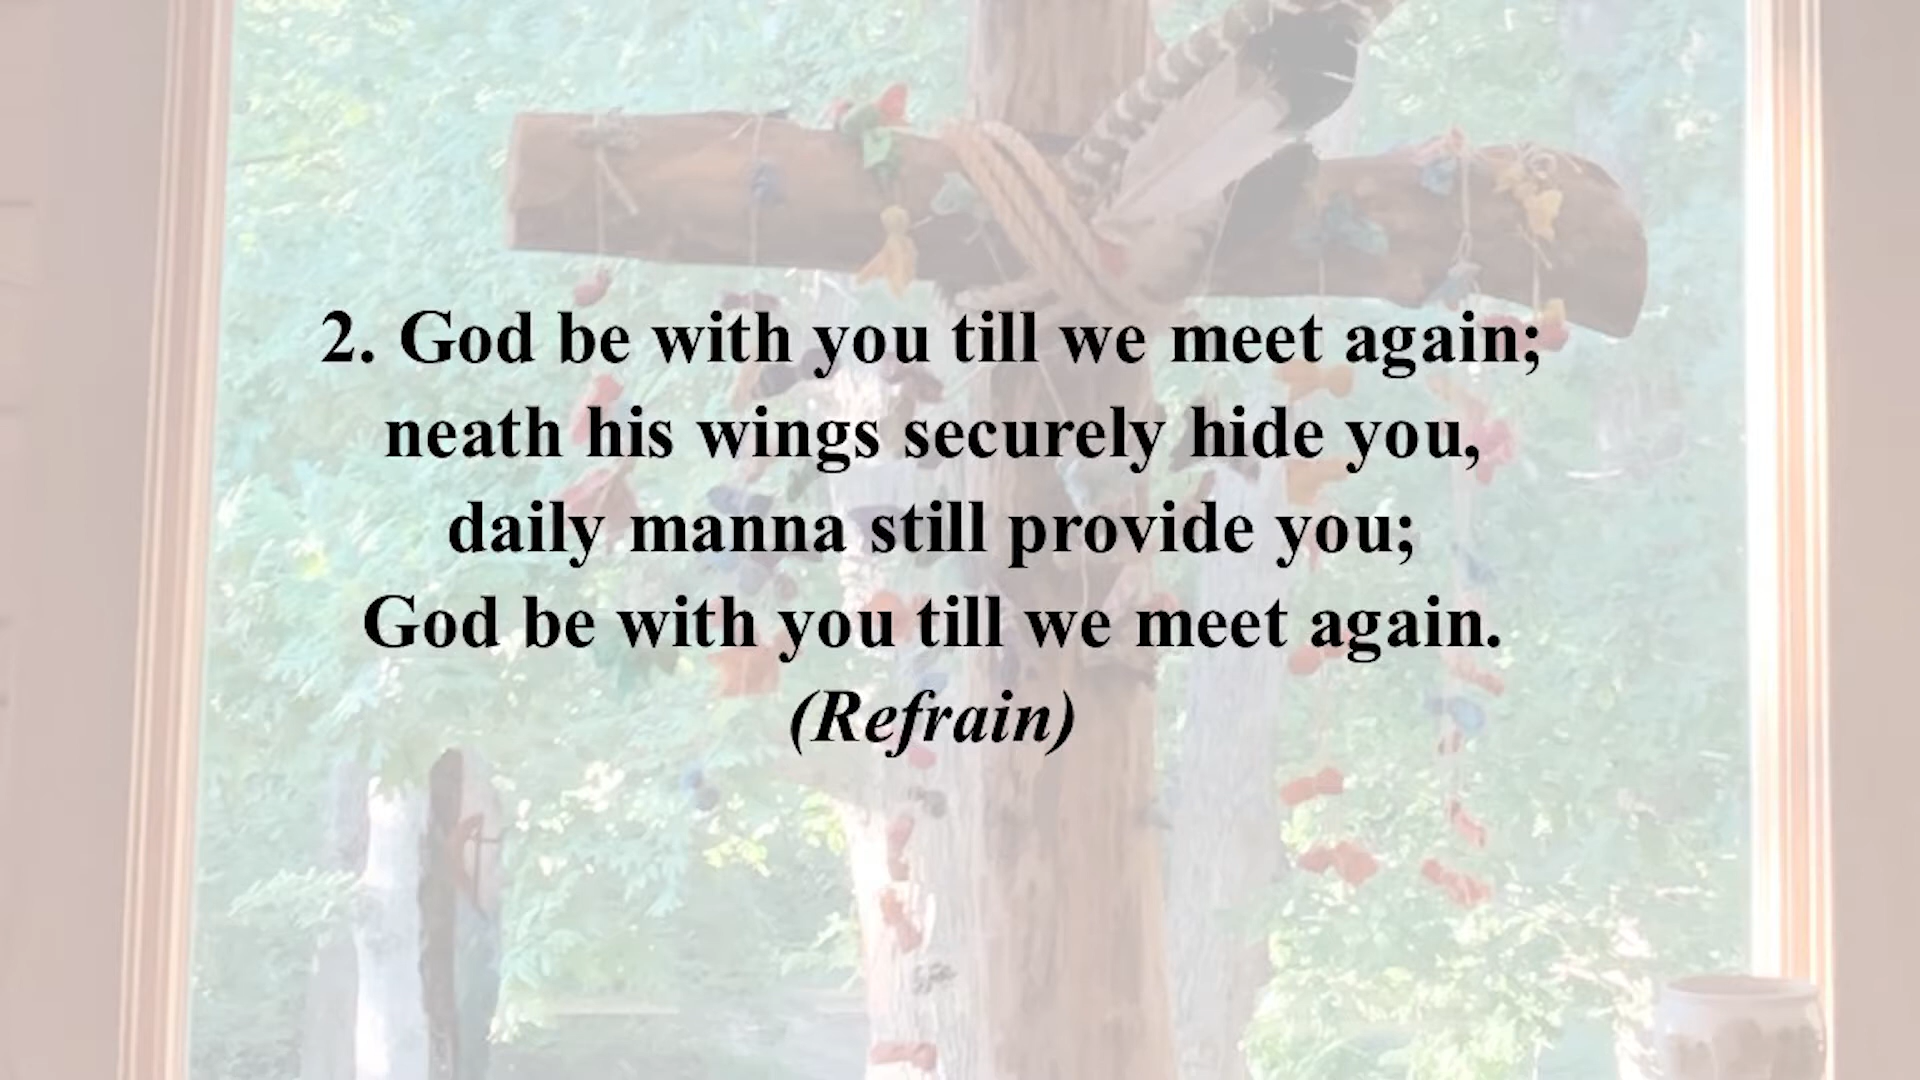 2. God be with you till we meet again;
neath his wings securely hide you,
daily manna still provide you;
God be with you till we meet again.
(Refrain)